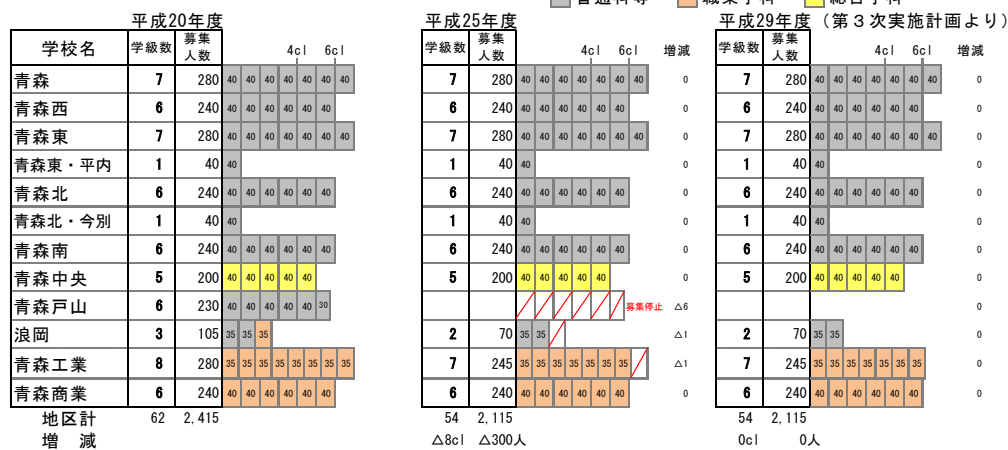 普通科等 職業学科 総合学科
平成20年度 平成25年度 平成29年度（第３次実施計画より）
学校名 学級数 募集人数 4cl 6cl 学級数 募集人数 4cl 6cl 増減 学級数 募集人数 4cl 6cl 増減
青森 7 280 40 40 40 40 40 40 40 7 280 40 40 40 40 40 40 40 0 7 280 40 40 40 40 40 40 40 0
青森西 6 240 40 40 40 40 40 40 6 240 40 40 40 40 40 40 0 6 240 40 40 40 40 40 40 0
青森東 7 280 40 40 40 40 40 40 40 7 280 40 40 40 40 40 40 40 0 7 280 40 40 40 40 40 40 40 0
青森東・平内 1 40 40 1 40 40 0 1 40 40 0
青森北 6 240 40 40 40 40 40 40 6 240 40 40 40 40 40 40 0 6 240 40 40 40 40 40 40 0
青森北・今別 1 40 40 1 40 40 0 1 40 40 0
青森南 6 240 40 40 40 40 40 40 6 240 40 40 40 40 40 40 0 6 240 40 40 40 40 40 40 0
青森中央 5 200 40 40 40 40 40 5 200 40 40 40 40 40 0 5 200 40 40 40 40 40 0
青森戸山 6 230 40 40 40 40 40 30 募集停止 △6 0
浪岡 3 105 35 35 35 2 70 35 35 △1 2 70 35 35 0
青森工業 8 280 35 35 35 35 35 35 35 35 7 245 35 35 35 35 35 35 35 △1 7 245 35 35 35 35 35 35 35 0
青森商業 6 240 40 40 40 40 40 40 6 240 40 40 40 40 40 40 0 6 240 40 40 40 40 40 40 0
地区計 62 2,415 54 2,115 54 2,115
増　減 △8cl △300人 0cl 0人